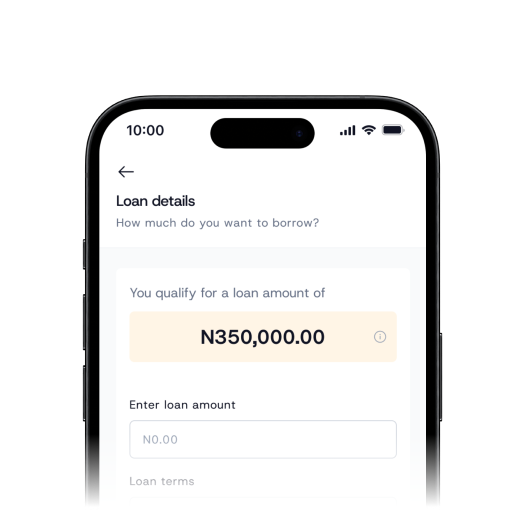 10:00
Loan details
How much do you want to borrow?
You qualify for a loan amount of
N350,000.00
Enter loan amount
N0.00
Loan terms